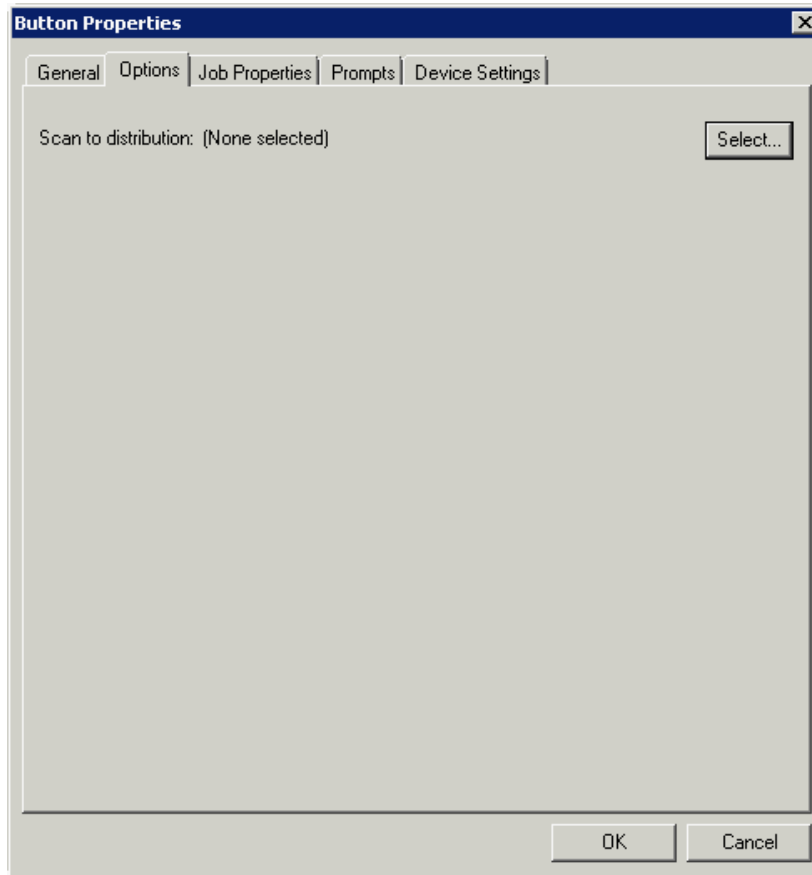 Button Properties
General Options Job Properties Prompts Device Settings
Scan to distribution: (None selected) Select...
OK Cancel